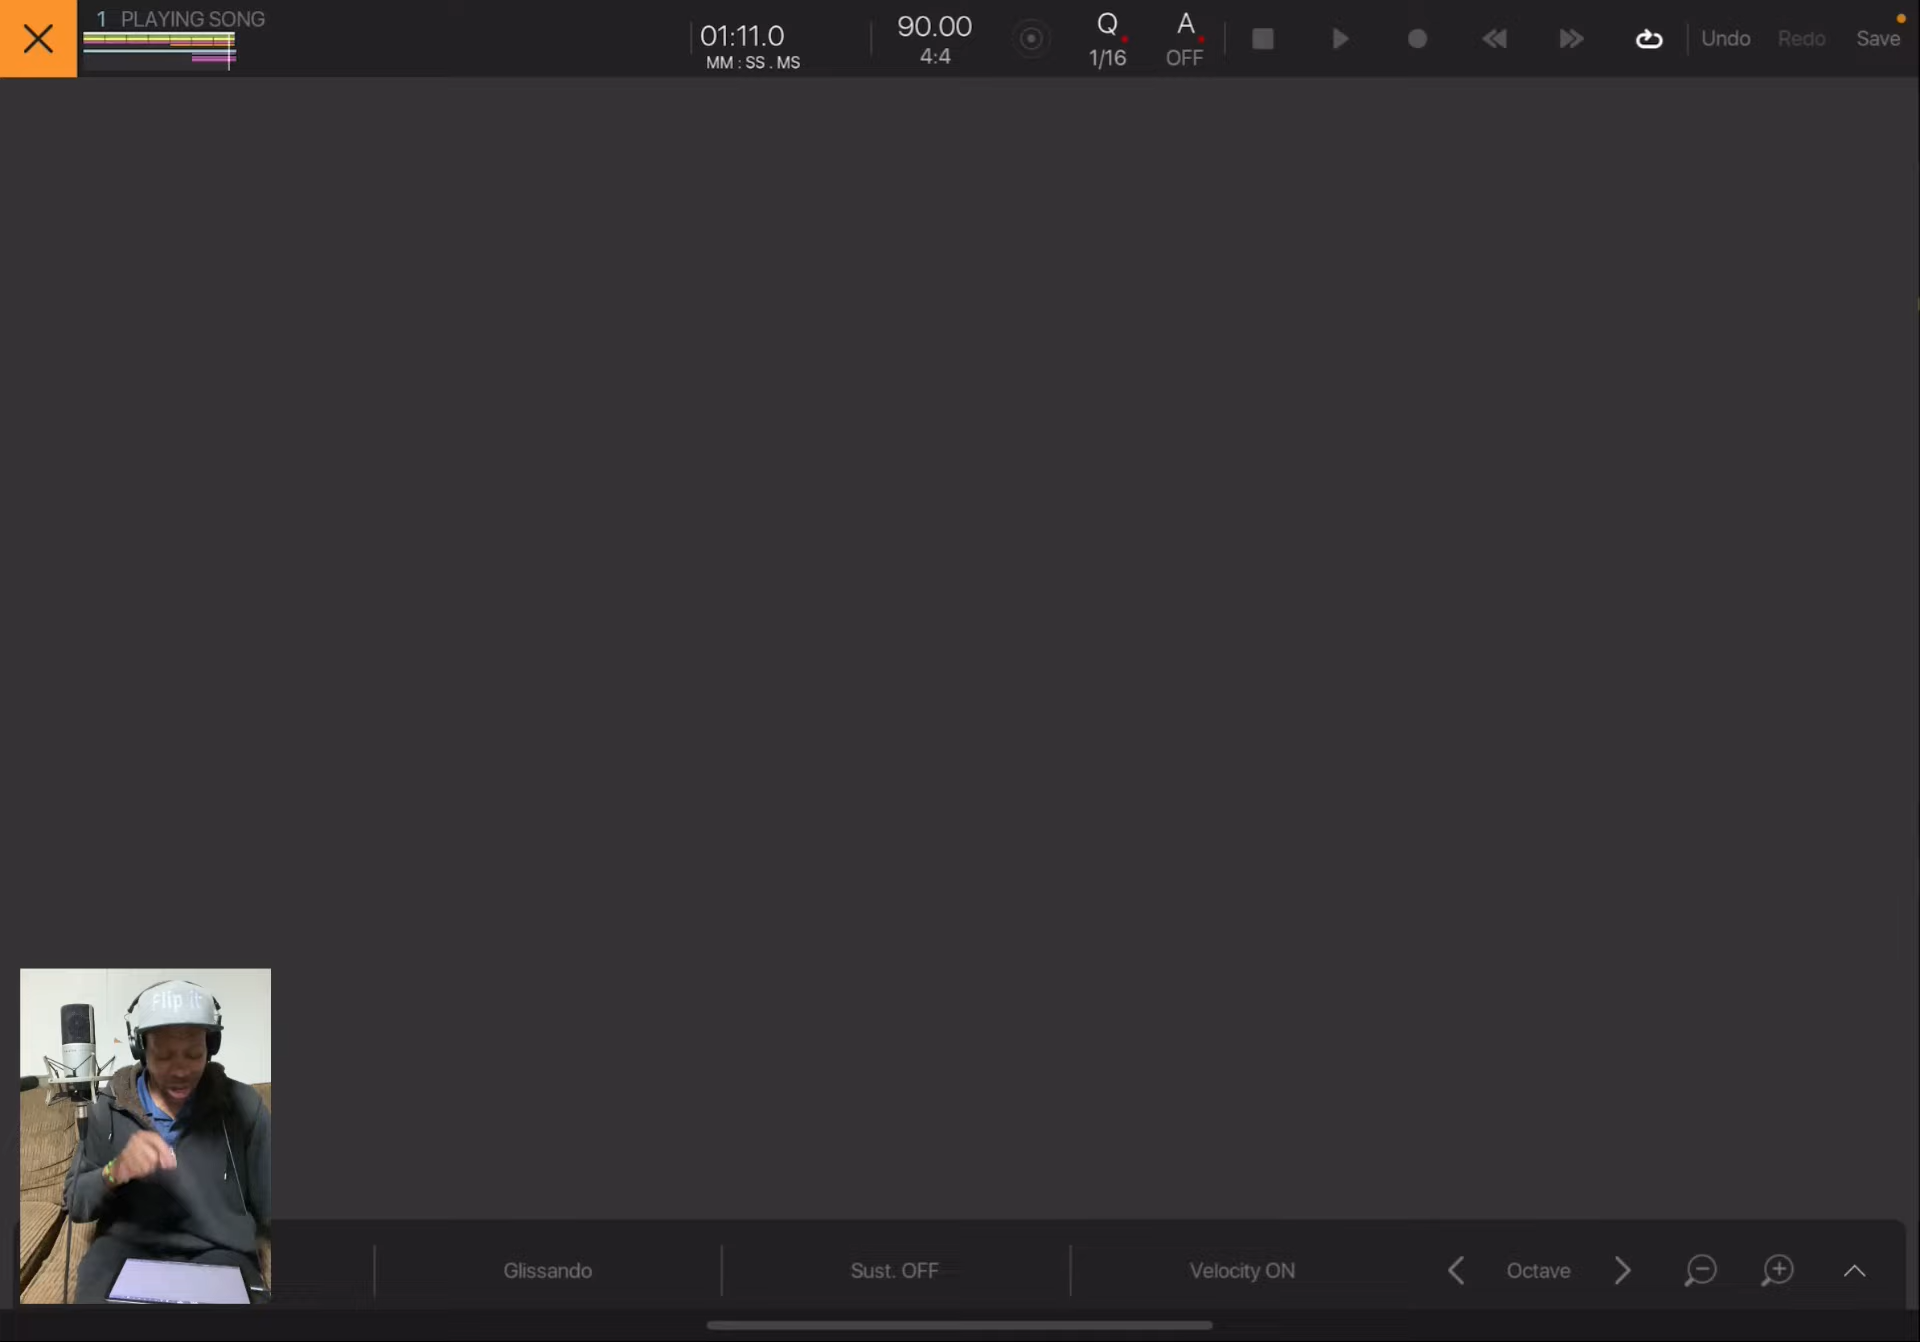 1 PLAYING SONG
01:11.0
MM : SS . MS
90.00
4:4
Q
1/16
A
OFF
Undo
Redo
Save
Flip it
Glissando
Sust. OFF
Velocity ON
Octave